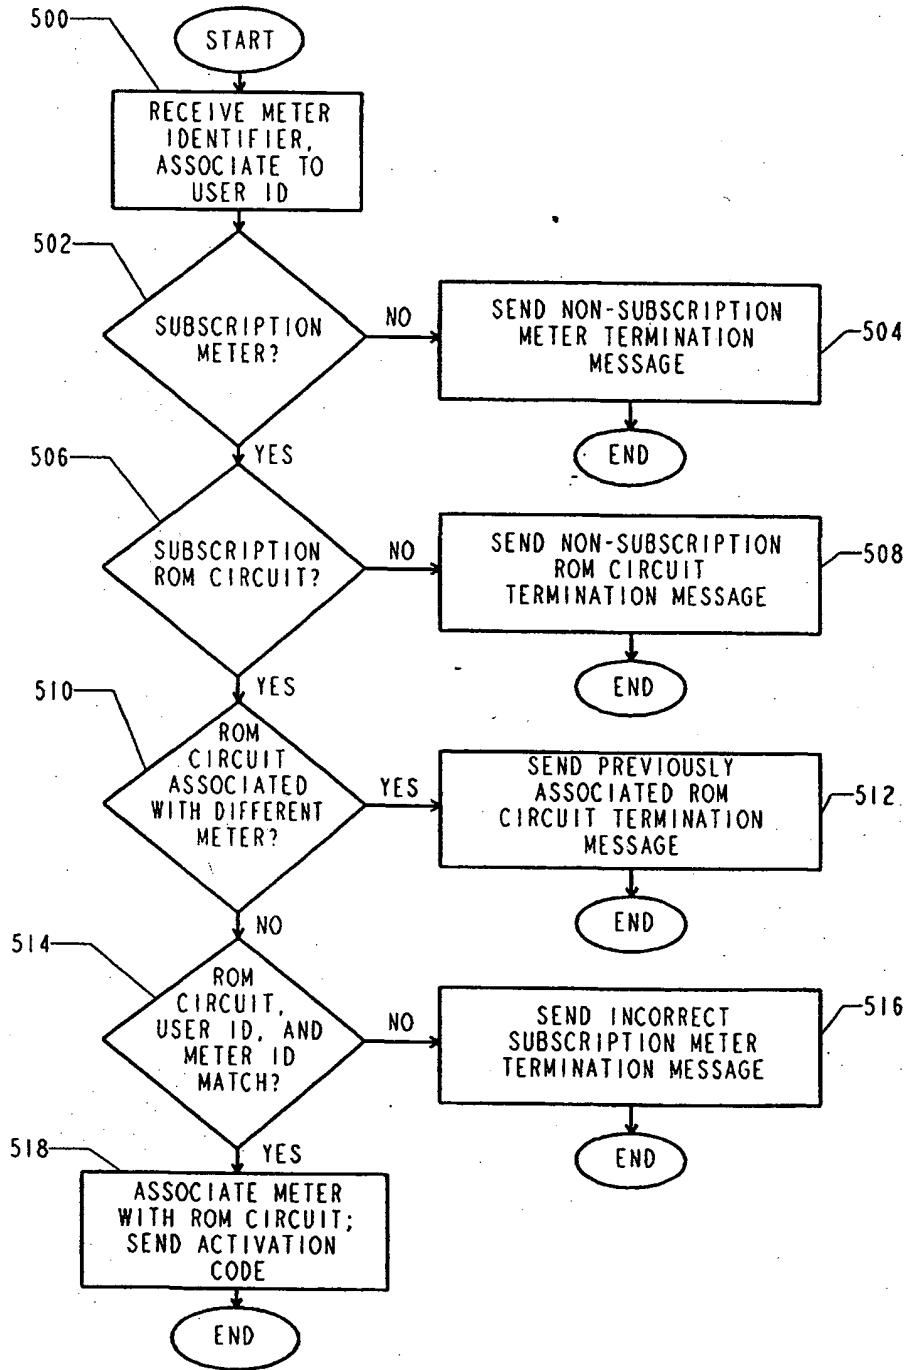 500
START
RECEIVE METER
IDENTIFIER,
ASSOCIATE TO
USER ID
502
SUBSCRIPTION
METER?
NO
SEND NON-SUBSCRIPTION
METER TERMINATION
MESSAGE
504
END
YES
506
SUBSCRIPTION
ROM CIRCUIT?
NO
SEND NON-SUBSCRIPTION
ROM CIRCUIT
TERMINATION MESSAGE
508
END
YES
510
ROM
CIRCUIT
ASSOCIATED
WITH DIFFERENT
METER?
YES
SEND PREVIOUSLY
ASSOCIATED ROM
CIRCUIT TERMINATION
MESSAGE
512
END
NO
514
ROM
CIRCUIT,
USER ID, AND
METER ID
MATCH?
NO
SEND INCORRECT
SUBSCRIPTION METER
TERMINATION MESSAGE
516
END
YES
518
ASSOCIATE METER
WITH ROM CIRCUIT;
SEND ACTIVATION
CODE
END